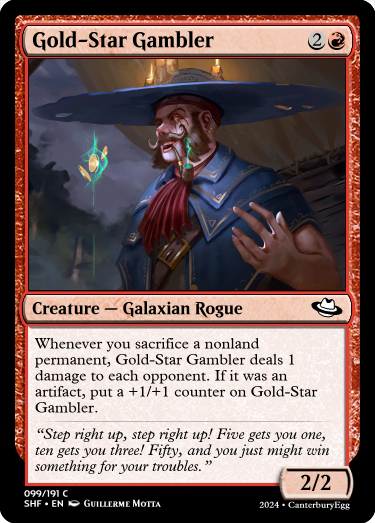 Gold-Star Gambler 2
Creature — Galaxian Rogue
Whenever you sacrifice a nonland
permanent, Gold-Star Gambler deals 1
damage to each opponent. If it was an
artifact, put a +1/+1 counter on Gold-Star
Gambler.
“Step right up, step right up! Five gets you one,
ten gets you three! Fifty, and you just might win
something for your troubles.”
2/2
099/191 C
SHF • EN Guillerme Motta
2024 • CanterburyEgg